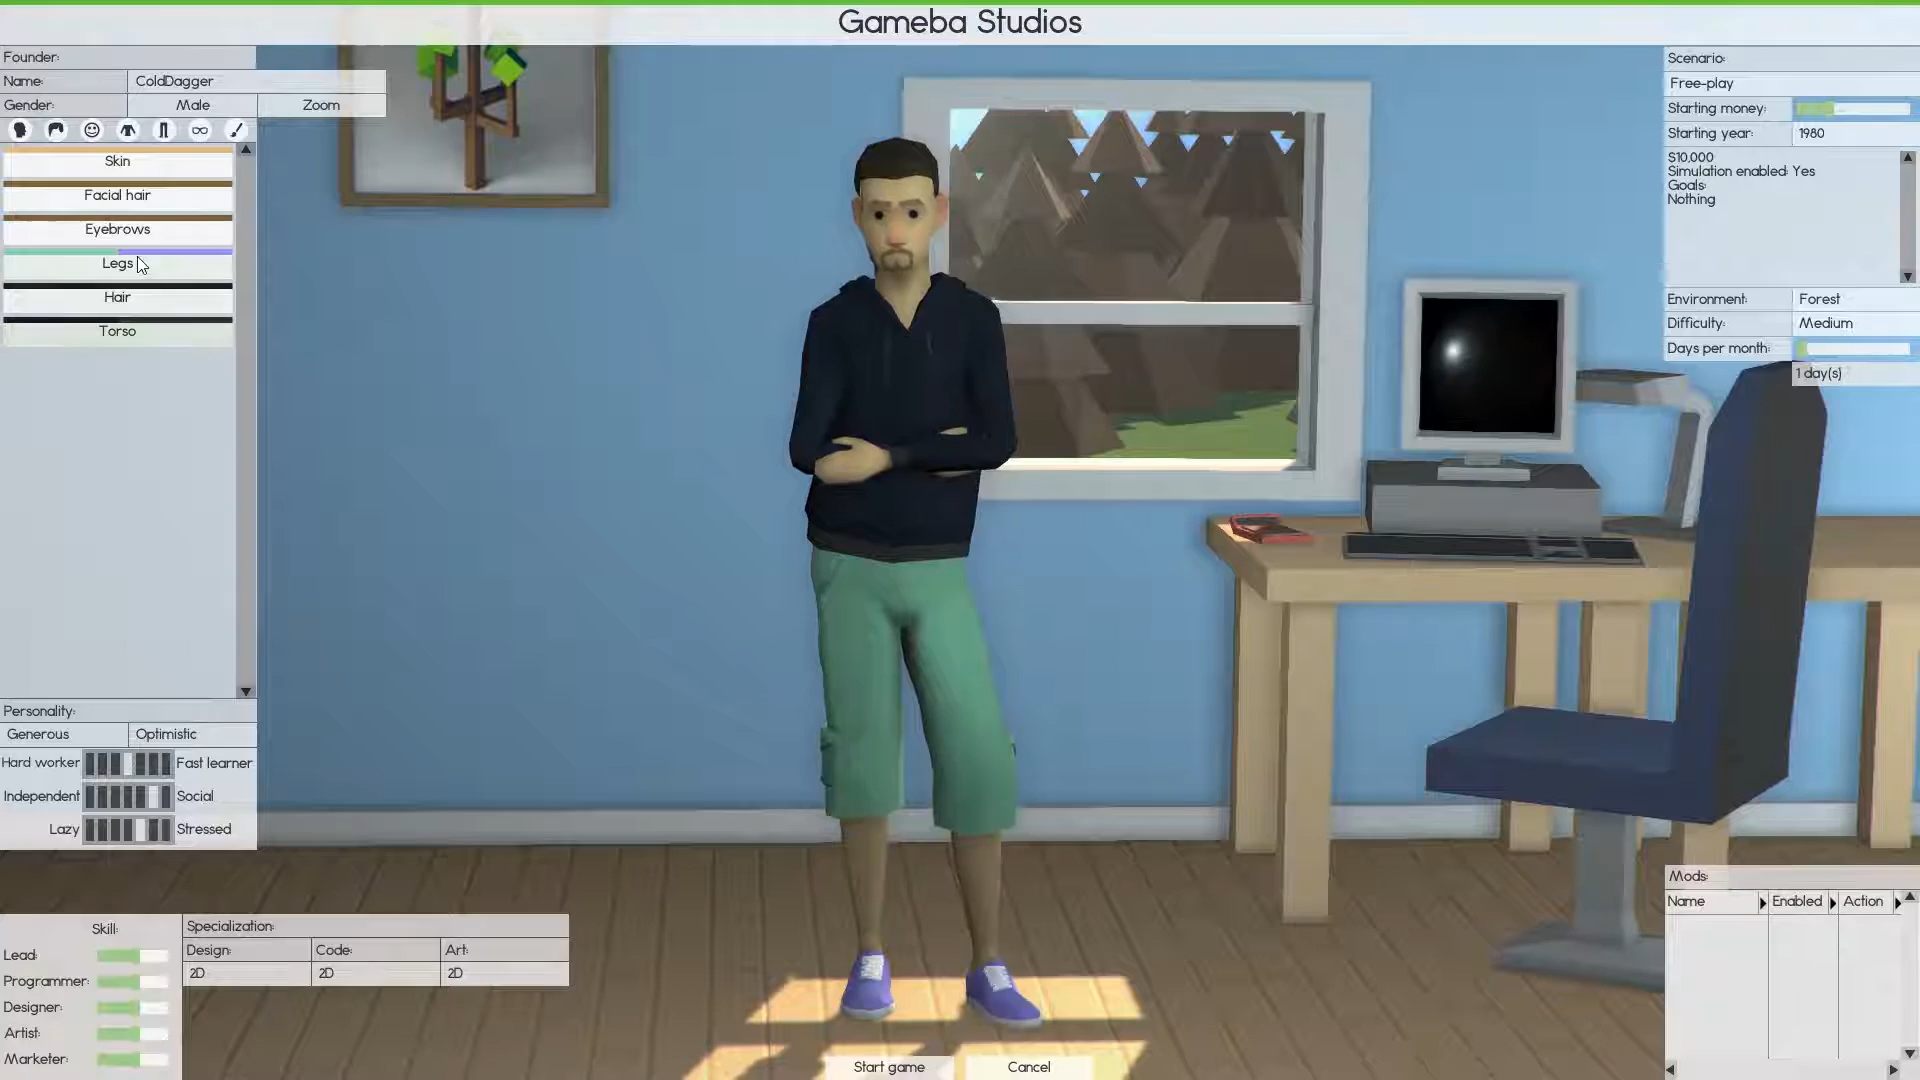 Gameba Studios
Founder:
Name: ColdDagger
Gender: Male Zoom
Skin
Facial hair
Eyebrows
Legs
Hair
Torso
Personality:
Generous Optimistic
Hard worker Fast learner
Independent Social
Lazy Stressed
Skill:
Lead:
Programmer:
Designer:
Artist:
Marketer:
Specialization:
Design: Code: Art:
2D 2D 2D
Start game Cancel
Scenario:
Free-play
Starting money:
Starting year: 1980
$10,000
Simulation enabled: Yes
Goals:
Nothing
Environment: Forest
Difficulty: Medium
Days per month:
1 day(s)
Mods:
Name Enabled Action